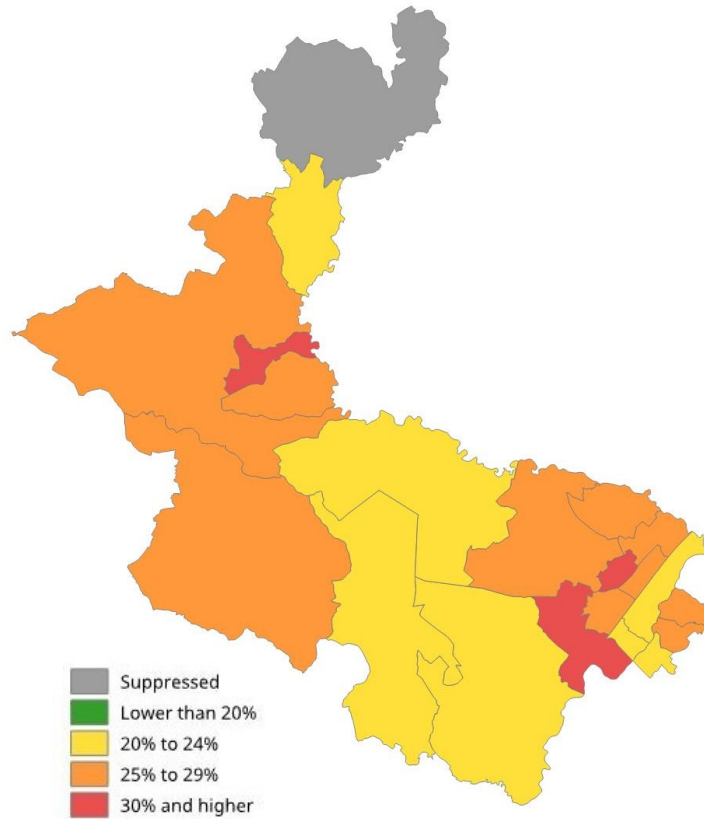 Suppressed
Lower than 20%
20% to 24%
25% to 29%
30% and higher